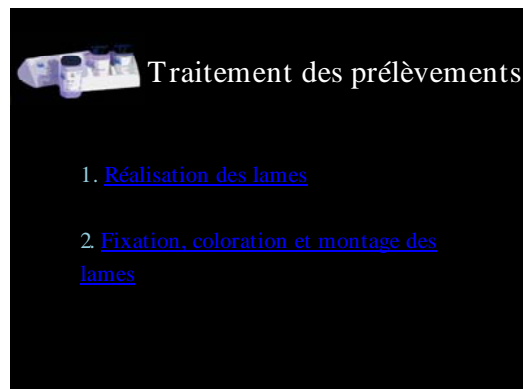 Traitement des prélèvements
1. Réalisation des lames
2. Fixation, coloration et montage des
lames